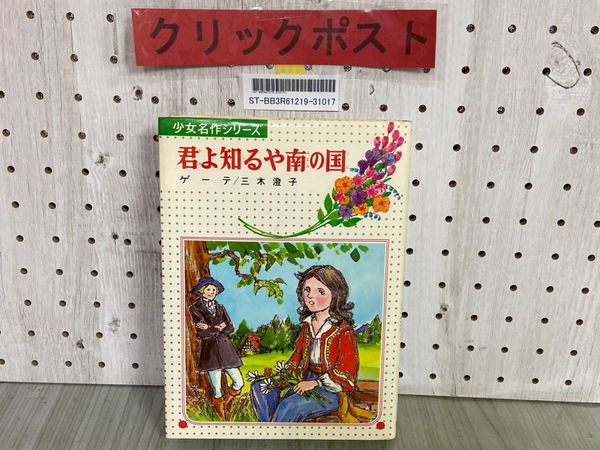 クリックポスト
ST-BB3R61219-31017
少女名作シリーズ
君よ知るや南の国
ゲーテ/三木澄子